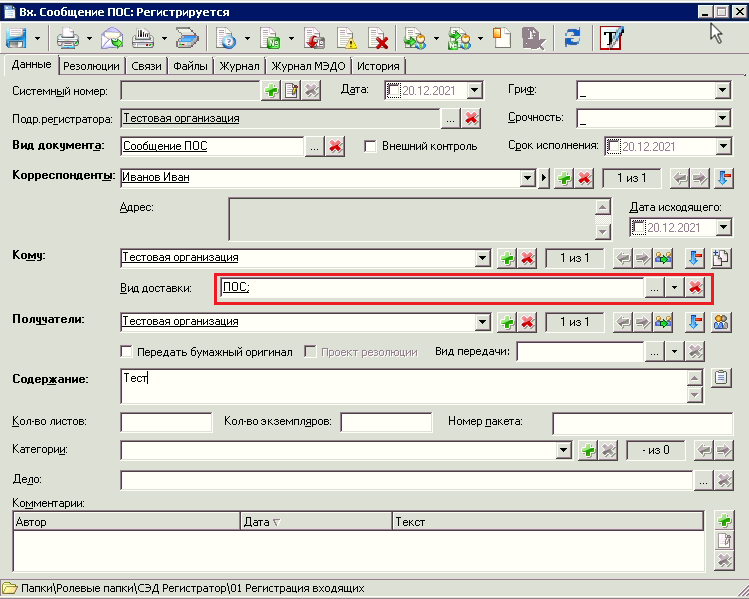 Вх. Сообщение ПОС: Регистрируется
Данные Резолюции Связи Файлы Журнал Журнал МЭДО История
Системный номер: Дата: 20.12.2021 Гриф: _
Подр.регистратора: Тестовая организация ... Срочность: _
Вид документа: Сообщение ПОС ... Внешний контроль Срок исполнения: 20.12.2021
Корреспонденты: Иванов Иван 1 из 1
Адрес: Дата исходящего:
20.12.2021
Кому: Тестовая организация 1 из 1
Вид доставки: ПОС; ...
Получатели: Тестовая организация 1 из 1
Передать бумажный оригинал Проект резолюции Вид передачи: ...
Содержание: Тест
Кол-во листов: Кол-во экземпляров: Номер пакета:
Категории: - из 0
Дело: ...
Комментарии:
Автор Дата Текст
Папки\Ролевые папки\СЭД Регистратор\01 Регистрация входящих